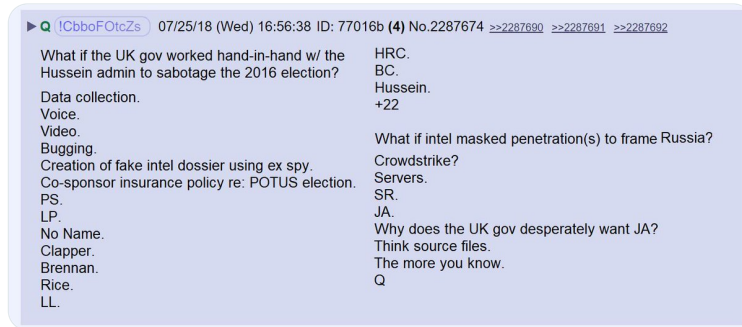 ▶ Q !CbboFOtcZs 07/25/18 (Wed) 16:56:38 ID: 77016b (4) No.2287674 >>2287690 >>2287691 >>2287692
What if the UK gov worked hand-in-hand w/ the
Hussein admin to sabotage the 2016 election?
Data collection.
Voice.
Video.
Bugging.
Creation of fake intel dossier using ex spy.
Co-sponsor insurance policy re: POTUS election.
PS.
LP.
No Name.
Clapper.
Brennan.
Rice.
LL.
HRC.
BC.
Hussein.
+22
What if intel masked penetration(s) to frame Russia?
Crowdstrike?
Servers.
SR.
JA.
Why does the UK gov desperately want JA?
Think source files.
The more you know.
Q